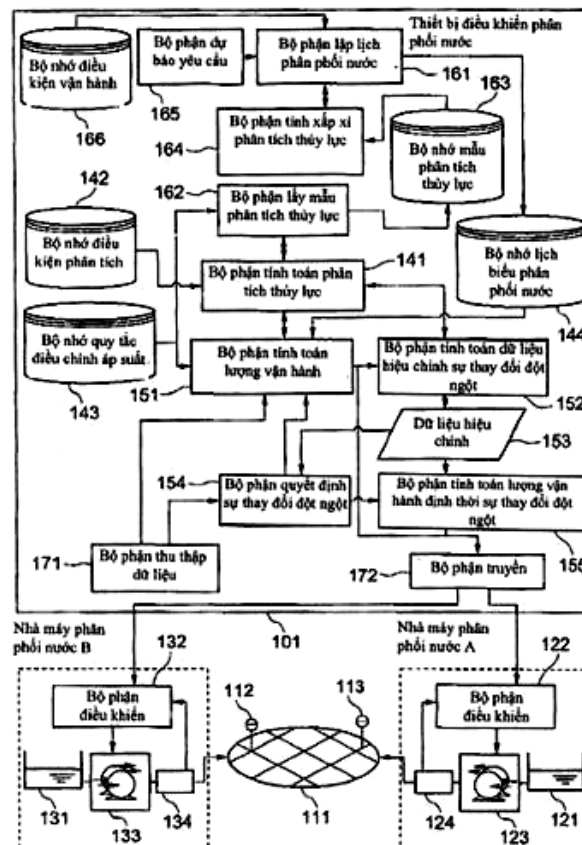 Thiết bị điều khiển phân
phối nước
Bộ nhớ điều
kiện vận hành
166
Bộ phận dự
báo yêu cầu
165
Bộ phận lập lịch
phân phối nước
161
163
Bộ phận tính xấp xỉ
phân tích thủy lực
164
Bộ nhớ mẫu
phân tích
thủy lực
162
Bộ phận lấy mẫu
phân tích thủy lực
142
Bộ nhớ điều
kiện phân tích
141
Bộ phận tính toán phân
tích thủy lực
Bộ nhớ lịch
biểu phân
phối nước
144
Bộ nhớ quy tắc
điều chỉnh áp suất
143
Bộ phận tính toán
lượng vận hành
151
Bộ phận tính toán dữ liệu
hiệu chỉnh sự thay đổi đột
ngột
152
Dữ liệu hiệu
chỉnh
153
154
Bộ phận quyết định
sự thay đổi đột ngột
Bộ phận tính toán lượng vận
hành định thời sự thay đổi đột
ngột
155
171
Bộ phận thu thập
dữ liệu
172
Bộ phận truyền
101
Nhà máy phân
phối nước B
132
Bộ phận
điều khiển
131
133
134
112
113
111
Nhà máy phân
phối nước A
122
Bộ phận
điều khiển
124
123
121